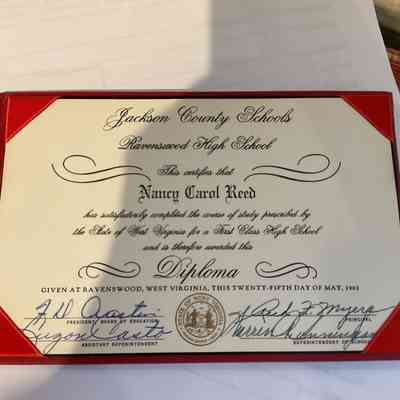 Jackson County Schools
Ravenswood High School
This certifies that
Nancy Carol Reed
has satisfactorily completed the course of study prescribed by
the State of West Virginia for a First Class High School
and is therefore awarded this
Diploma
GIVEN AT RAVENSWOOD, WEST VIRGINIA, THIS TWENTY-FIFTH DAY OF MAY,
PRESIDENT BOARD OF EDUCATION
PRINCIPAL
ASSISTANT SUPERINTENDENT
SUPERINTENDENT OF SCHOOLS